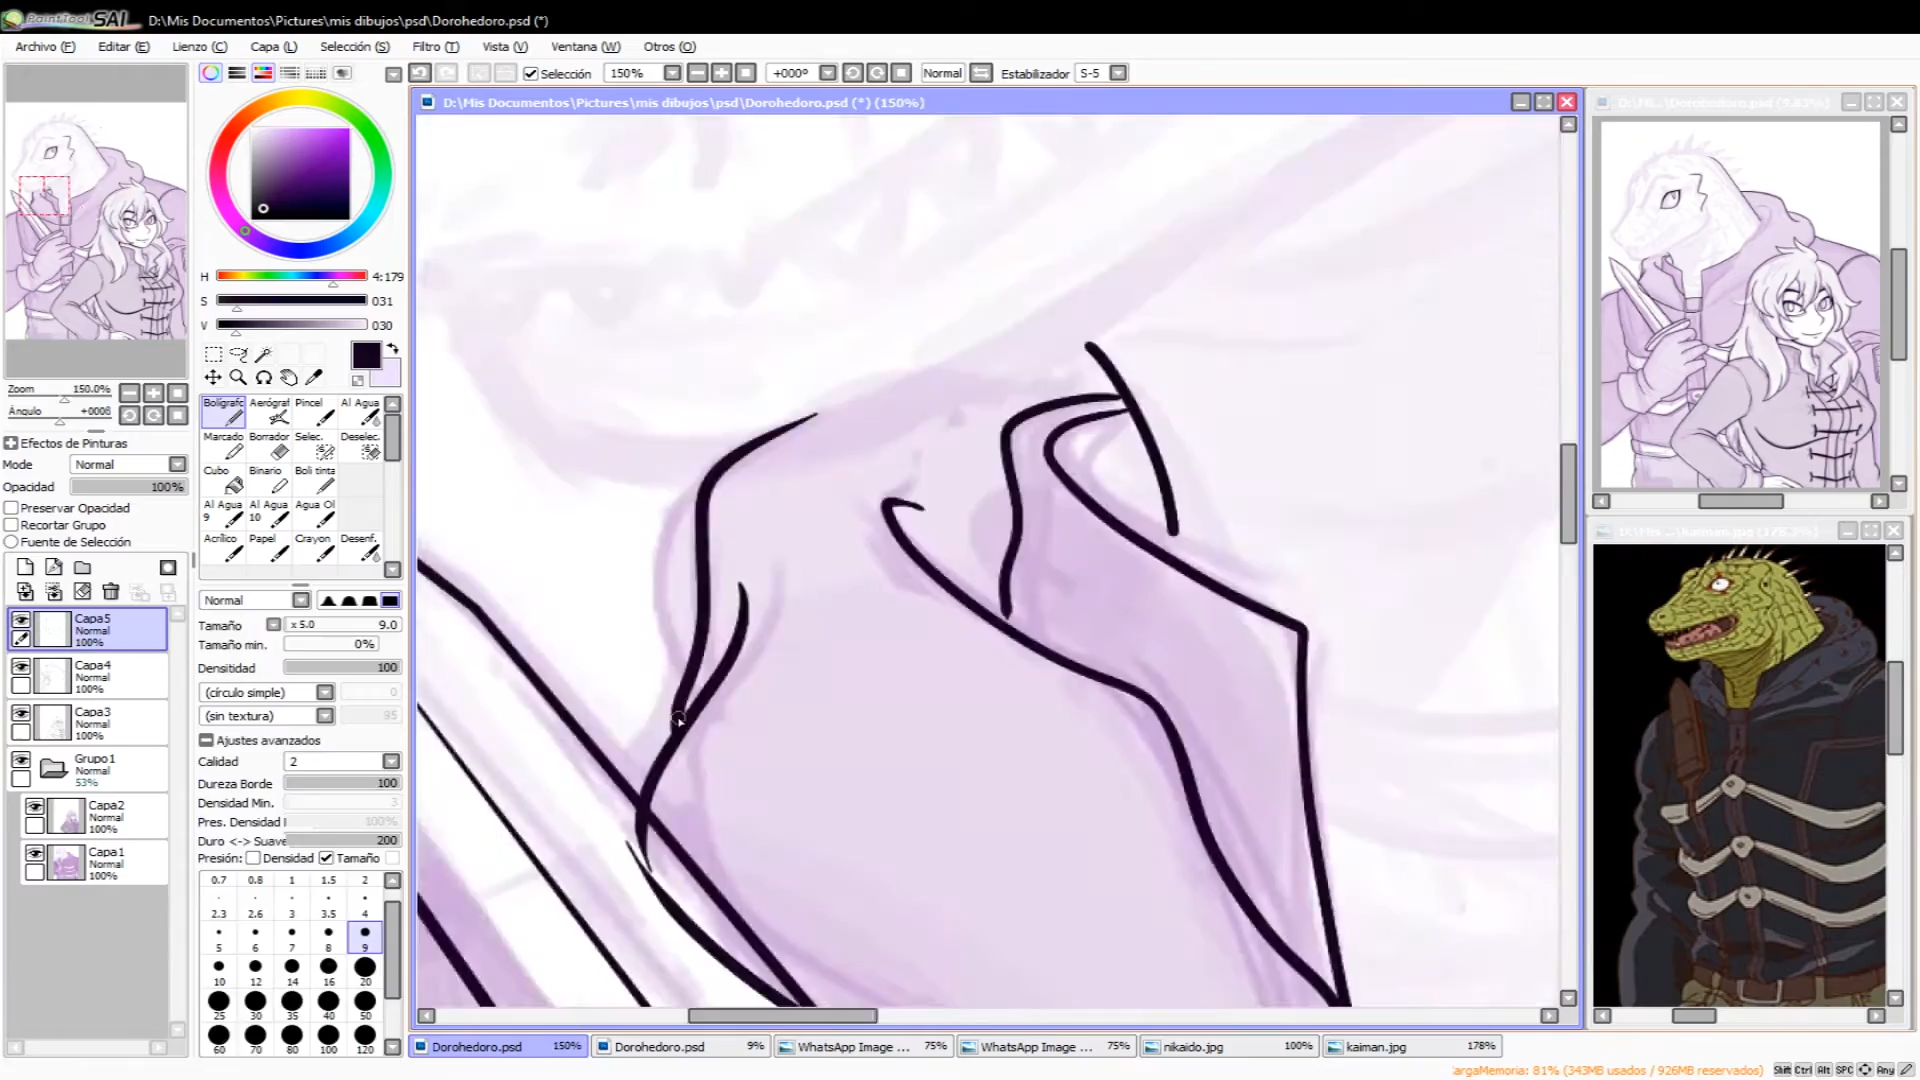 PaintTool SAI D:\Mis Documentos\Pictures\mis dibujos\psd\Dorohedoro.psd (*)
Archivo (F) Editar (E) Lienzo (C) Capa (L) Selección (S) Filtro (T) Vista (V) Ventana (W) Otros (O)
Selección 150% +000º Normal Estabilizador S-5
D:\Mis Documentos\Pictures\mis dibujos\psd\Dorohedoro.psd (*) (150%)
H 4:179
S 031
V 030
Zoom 150.0%
Ángulo +000ß
Efectos de Pinturas
Mode Normal
Opacidad 100%
Preservar Opacidad
Recortar Grupo
Fuente de Selección
Capa5
Normal
100%
Capa4
Normal
100%
Capa3
Normal
100%
Grupo1
Normal
53%
Capa2
Normal
100%
Capa1
Normal
100%
Bolígrafc Aerógraf Pincel Al Agua
Marcado Borrador Selec. Deselec.
Cubo Binario Boli tinta
Al Agua 9 Al Agua 10 Agua Ol
Acrílico Papel Crayon Desenf.
Normal
Tamaño x 5.0 9.0
Tamaño min. 0%
Densitidad 100
(círculo simple) 0
(sin textura) 95
Ajustes avanzados
Calidad 2
Dureza Borde 100
Densidad Min. 3
Pres. Densidad I 100%
Duro <-> Suave 200
Presión: Densidad Tamaño
0.7 0.8 1 1.5 2
2.3 2.6 3 3.5 4
5 6 7 8 9
10 12 14 16 20
25 30 35 40 50
60 70 80 100 120
Dorohedoro.psd 150% Dorohedoro.psd 9% WhatsApp Image ... 75% WhatsApp Image ... 75% nikaido.jpg 100% kaiman.jpg 178%
argaMemoria: 81% (343MB usados / 926MB reservados) Shift Ctrl Alt SPC Any